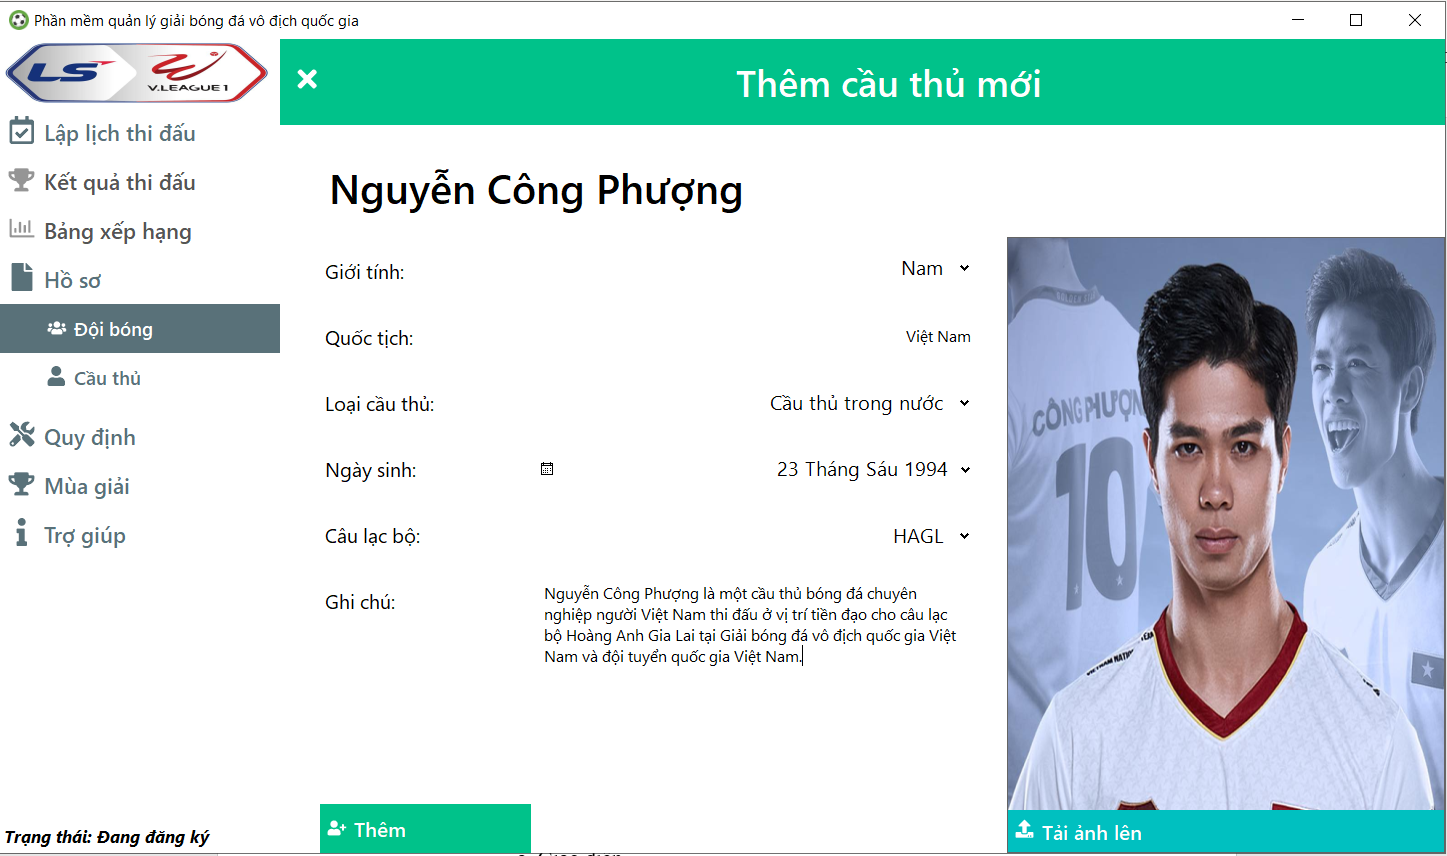 Phần mềm quản lý giải bóng đá vô địch quốc gia
LS
V.LEAGUE 1
Thêm cầu thủ mới
Lập lịch thi đấu
Kết quả thi đấu
Bảng xếp hạng
Hồ sơ
Đội bóng
Cầu thủ
Quy định
Mùa giải
Trợ giúp
Trạng thái: Đang đăng ký
Nguyễn Công Phượng
Giới tính: Nam
Quốc tịch: Việt Nam
Loại cầu thủ: Cầu thủ trong nước
Ngày sinh: 23 Tháng Sáu 1994
Câu lạc bộ: HAGL
Ghi chú: Nguyễn Công Phượng là một cầu thủ bóng đá chuyên
nghiệp người Việt Nam thi đấu ở vị trí tiền đạo cho câu lạc
bộ Hoàng Anh Gia Lai tại Giải bóng đá vô địch quốc gia Việt
Nam và đội tuyển quốc gia Việt Nam.
Thêm
CÔNG PHƯỢN
10
Tải ảnh lên